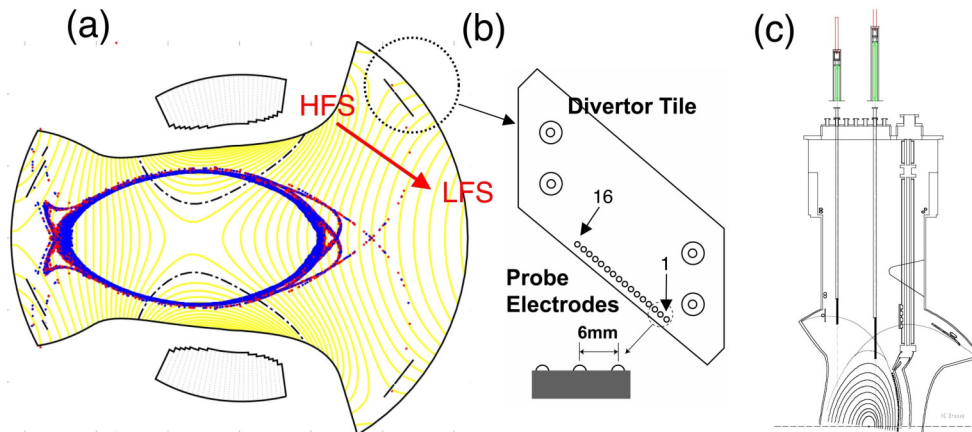 (a)
HFS
LFS
(b)
Divertor Tile
16
1
Probe
Electrodes
6mm
(c)